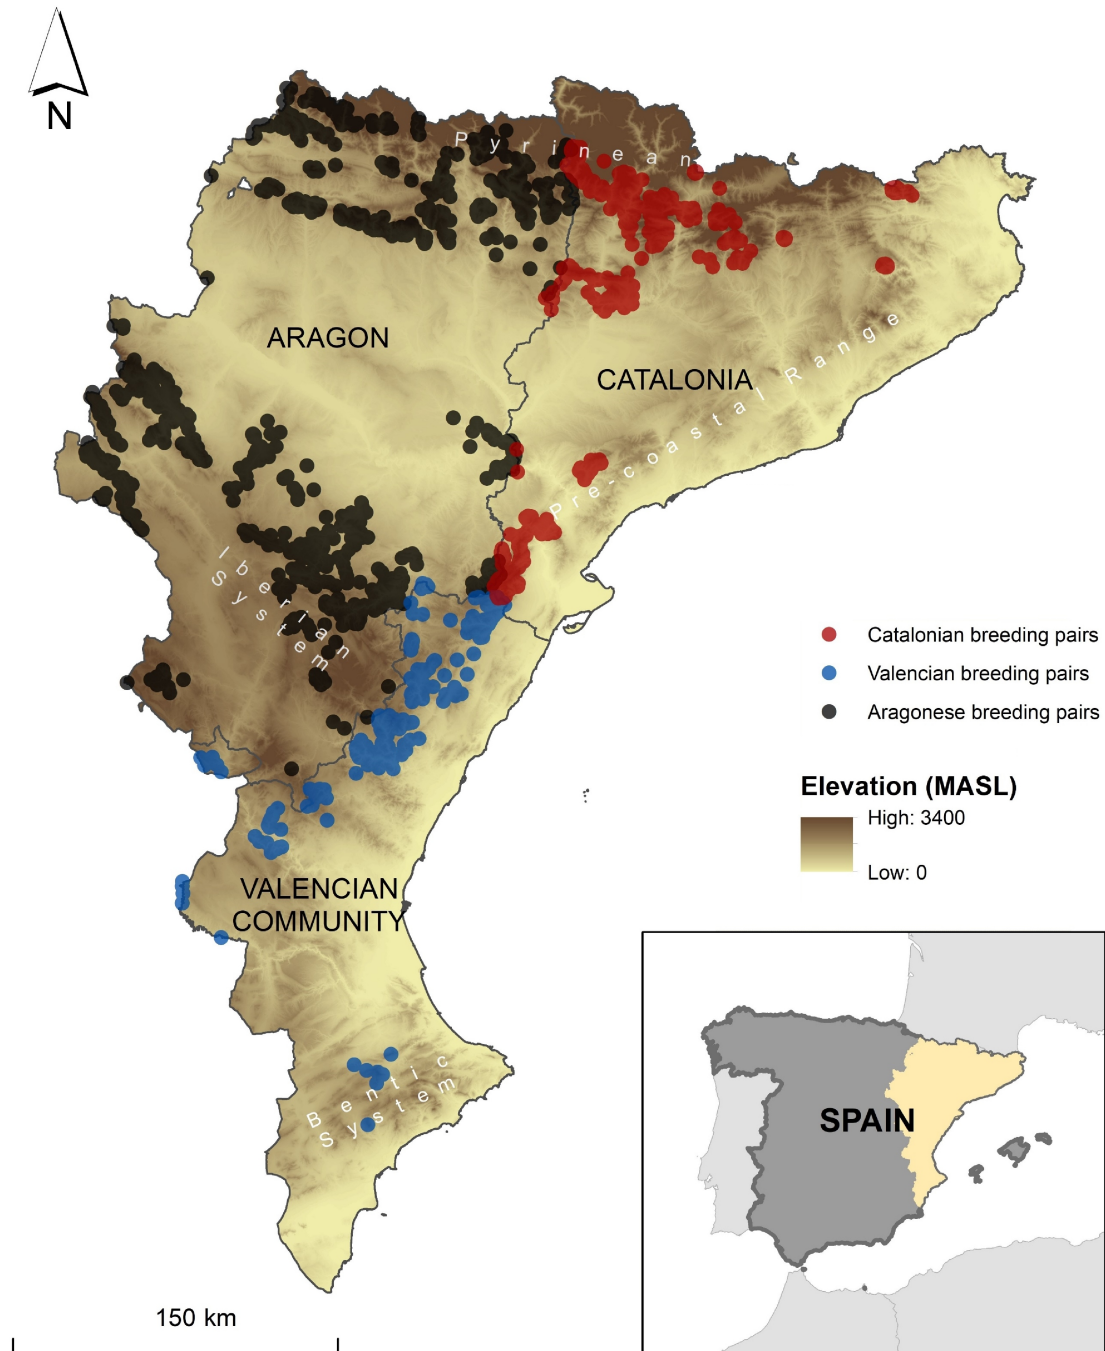 N
Pyrinean
ARAGON
CATALONIA
Pre-coastal Range
Iberian
System
Catalonian breeding pairs
Valencian breeding pairs
Aragonese breeding pairs
Elevation (MASL)
High: 3400
Low: 0
VALENCIAN
COMMUNITY
Bentic
System
SPAIN
150 km